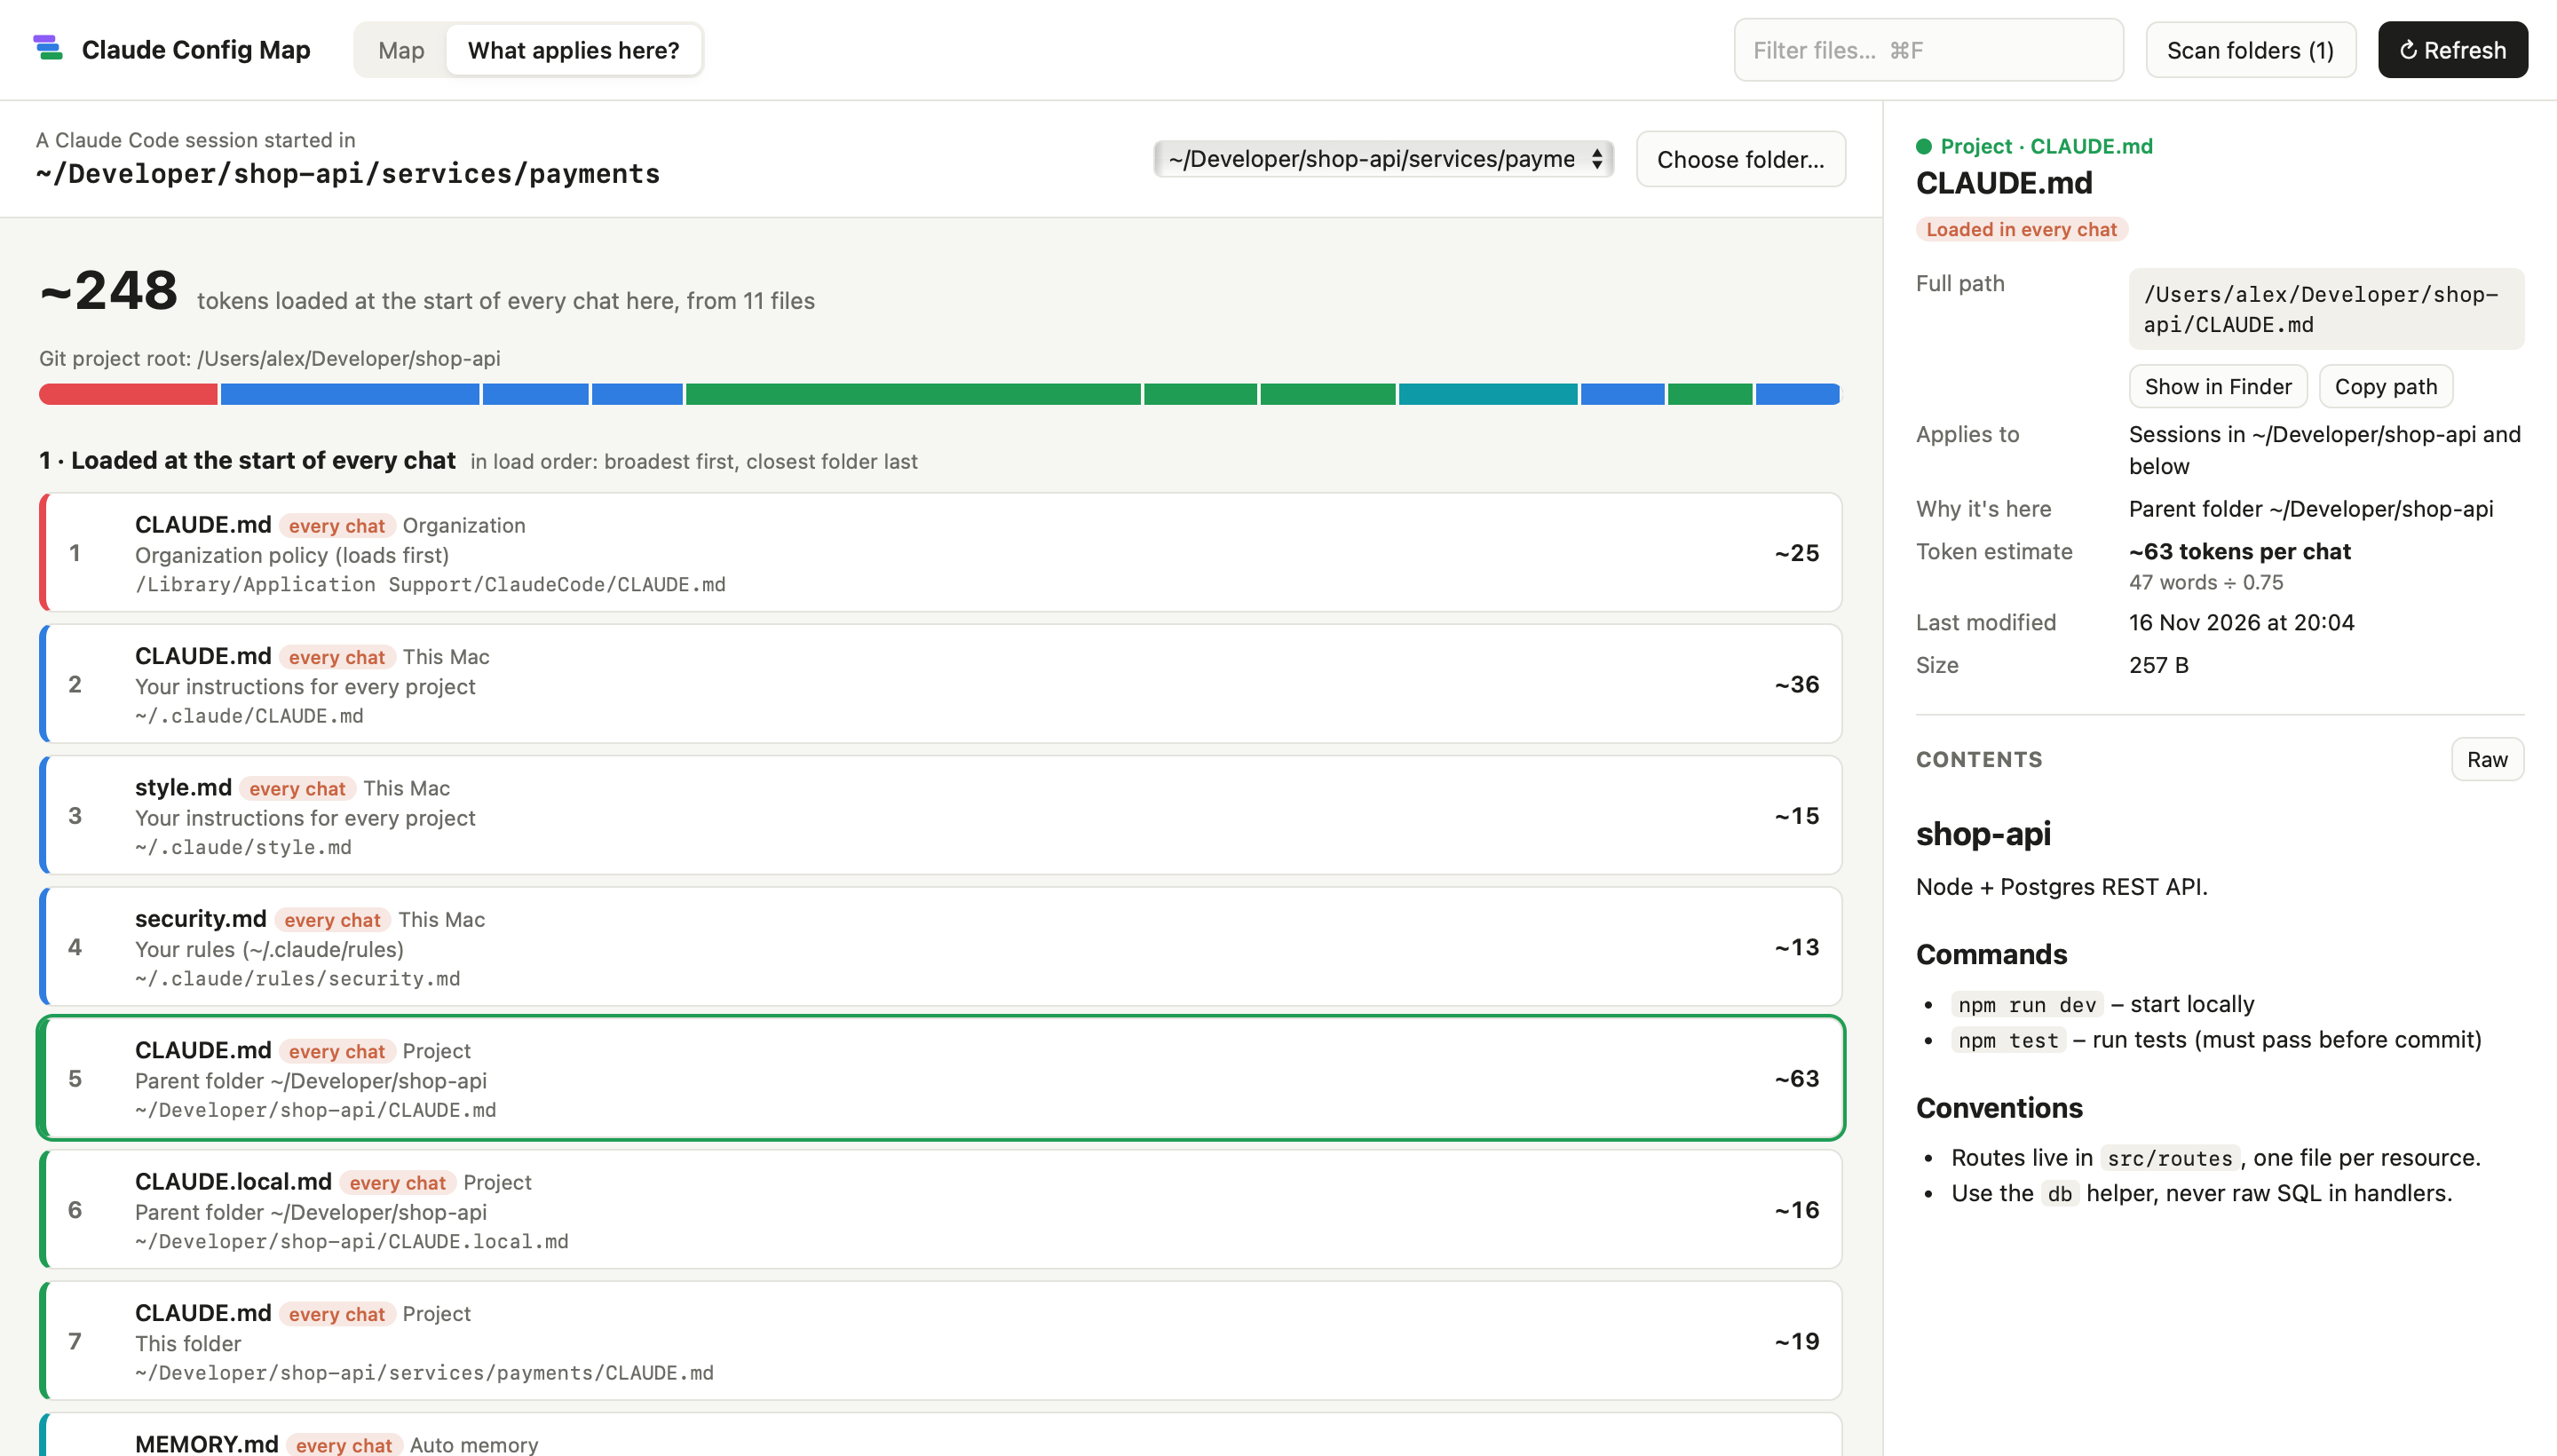 Claude Config Map
Map
What applies here?
Filter files... ⌘F
Scan folders (1)
↻ Refresh
A Claude Code session started in
~/Developer/shop-api/services/payments
~/Developer/shop-api/services/payme
Choose folder...
~248 tokens loaded at the start of every chat here, from 11 files
Git project root: /Users/alex/Developer/shop-api
1 · Loaded at the start of every chat in load order: broadest first, closest folder last
1
CLAUDE.md every chat Organization
Organization policy (loads first)
/Library/Application Support/ClaudeCode/CLAUDE.md
~25
2
CLAUDE.md every chat This Mac
Your instructions for every project
~/.claude/CLAUDE.md
~36
3
style.md every chat This Mac
Your instructions for every project
~/.claude/style.md
~15
4
security.md every chat This Mac
Your rules (~/.claude/rules)
~/.claude/rules/security.md
~13
5
CLAUDE.md every chat Project
Parent folder ~/Developer/shop-api
~/Developer/shop-api/CLAUDE.md
~63
6
CLAUDE.local.md every chat Project
Parent folder ~/Developer/shop-api
~/Developer/shop-api/CLAUDE.local.md
~16
7
CLAUDE.md every chat Project
This folder
~/Developer/shop-api/services/payments/CLAUDE.md
~19
MEMORY.md every chat Auto memory
Project · CLAUDE.md
CLAUDE.md
Loaded in every chat
Full path
/Users/alex/Developer/shop-
api/CLAUDE.md
Show in Finder
Copy path
Applies to
Sessions in ~/Developer/shop-api and
below
Why it's here
Parent folder ~/Developer/shop-api
Token estimate
~63 tokens per chat
47 words ÷ 0.75
Last modified
16 Nov 2026 at 20:04
Size
257 B
CONTENTS
Raw
shop-api
Node + Postgres REST API.
Commands
• npm run dev – start locally
• npm test – run tests (must pass before commit)
Conventions
• Routes live in src/routes, one file per resource.
• Use the db helper, never raw SQL in handlers.